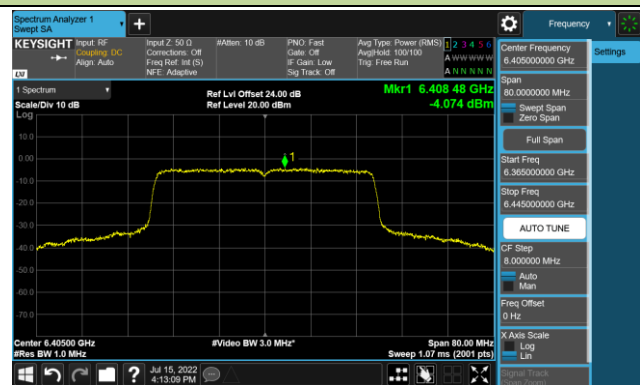 Spectrum Analyzer 1
Swept SA
Frequency
KEYSIGHT
Input: RF
Coupling: DC
Align: Auto
Input Z: 50 Ω
Corrections: Off
Freq Ref: Int (S)
NFE: Adaptive
#Atten: 10 dB
PNO: Fast
Gate: Off
IF Gain: Low
Sig Track: Off
Avg Type: Power (RMS)
Avg|Hold: 100/100
Trig: Free Run
1 2 3 4 5 6
A W W W W W
A N N N N N
LXI
1 Spectrum
Scale/Div 10 dB
Log
Ref Lvl Offset 24.00 dB
Ref Level 20.00 dBm
Mkr1 6.408 48 GHz
-4.074 dBm
10.0
0.00
-10.0
-20.0
-30.0
-40.0
-50.0
-60.0
-70.0
1
Center 6.40500 GHz
#Res BW 1.0 MHz
#Video BW 3.0 MHz*
Span 80.00 MHz
Sweep 1.07 ms (2001 pts)
Jul 15, 2022
4:13:09 PM
Center Frequency
6.405000000 GHz
Settings
Span
80.0000000 MHz
Swept Span
Zero Span
Full Span
Start Freq
6.365000000 GHz
Stop Freq
6.445000000 GHz
AUTO TUNE
CF Step
8.000000 MHz
Auto
Man
Freq Offset
0 Hz
X Axis Scale
Log
Lin
Signal Track
(Span Zoom)